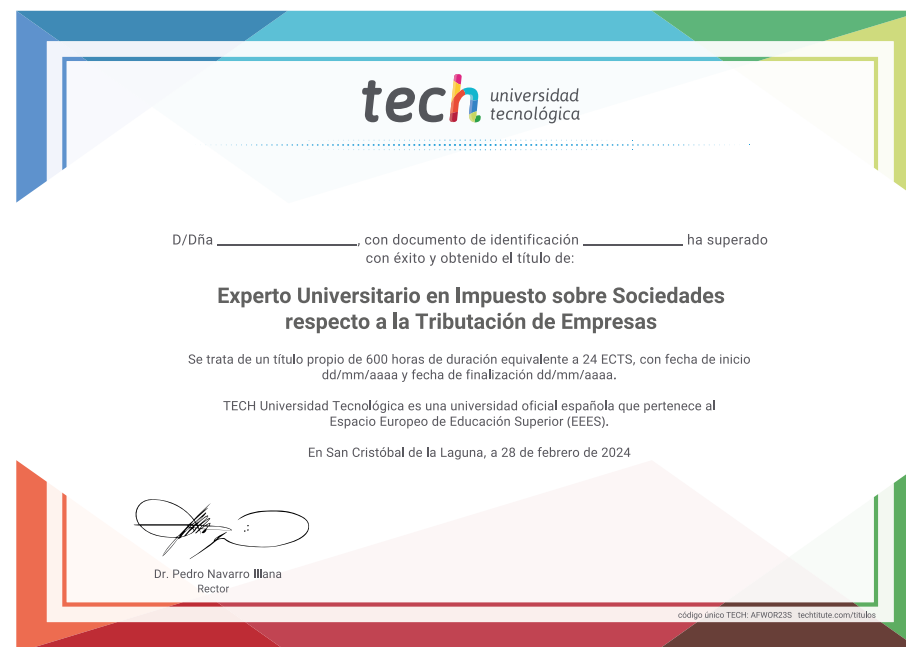 tech universidad
tecnológica
D/Dña ________________, con documento de identificación ____________ ha superado
con éxito y obtenido el título de:
Experto Universitario en Impuesto sobre Sociedades
respecto a la Tributación de Empresas
Se trata de un título propio de 600 horas de duración equivalente a 24 ECTS, con fecha de inicio
dd/mm/aaaa y fecha de finalización dd/mm/aaaa.
TECH Universidad Tecnológica es una universidad oficial española que pertenece al
Espacio Europeo de Educación Superior (EEES).
En San Cristóbal de la Laguna, a 28 de febrero de 2024
Dr. Pedro Navarro Illana
Rector
código único TECH: AFWOR23S techtitute.com/titulos